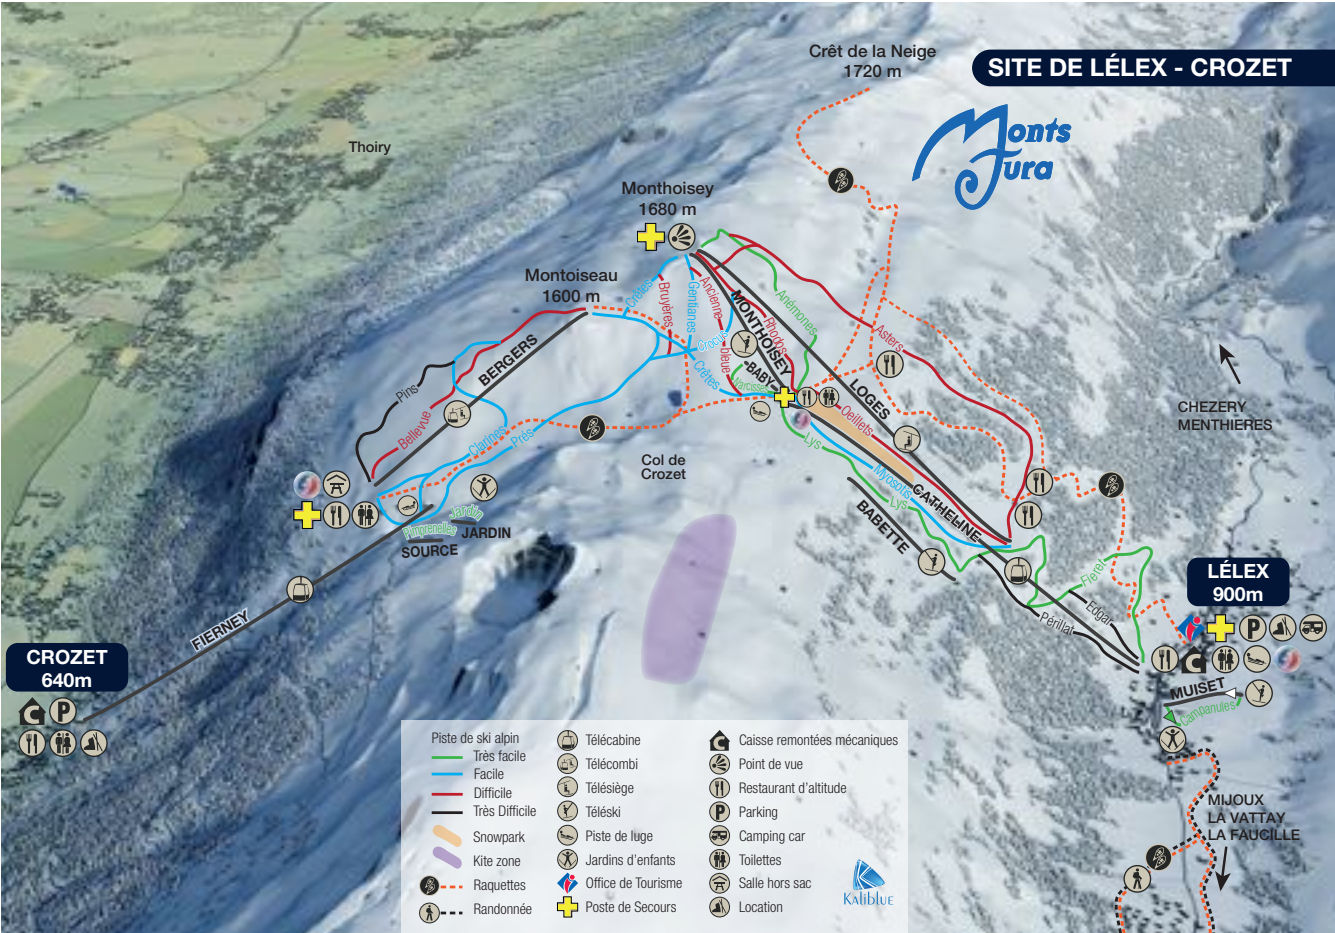 Crêt de la Neige
1720 m
SITE DE LÉLEX - CROZET
Monts
Jura
Thoiry
Monthoisey
1680 m
Montoiseau
1600 m
Crêtes
Bruyères
Gentianes
Ancienne
bleue
Crocus
Crêtes
MONTHOISEY
Rhodos
Anémones
Asters
BABY
Narcisses
LOGES
Oeillets
BERGERS
Pins
Bellevue
Clarines
Prés
CHEZERY
MENTHIERES
Col de
Crozet
Lys
Myosotis
Lys
CATHELINE
BABETTE
Jardin
JARDIN
Pimprenelles
SOURCE
Fieret
Edgar
Périllat
LÉLEX
900m
FIERNEY
CROZET
640m
P
P
MUISET
Campanules
MIJOUX
LA VATTAY
LA FAUCILLE
Piste de ski alpin
Très facile
Facile
Difficile
Très Difficile
Snowpark
Kite zone
Raquettes
Randonnée
Télécabine
Télécombi
Télésiège
Téléski
Piste de luge
Jardins d'enfants
Office de Tourisme
Poste de Secours
Caisse remontées mécaniques
Point de vue
Restaurant d'altitude
P Parking
Camping car
Toilettes
Salle hors sac
Location
KALIBLUE